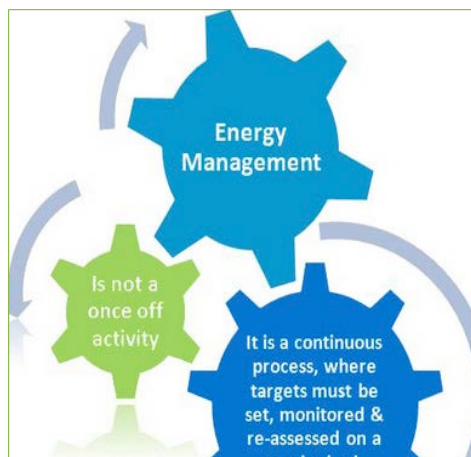 Energy
Management
Is not a
once off
activity
It is a continuous
process, where
targets must be
set, monitored &
re-assessed on a